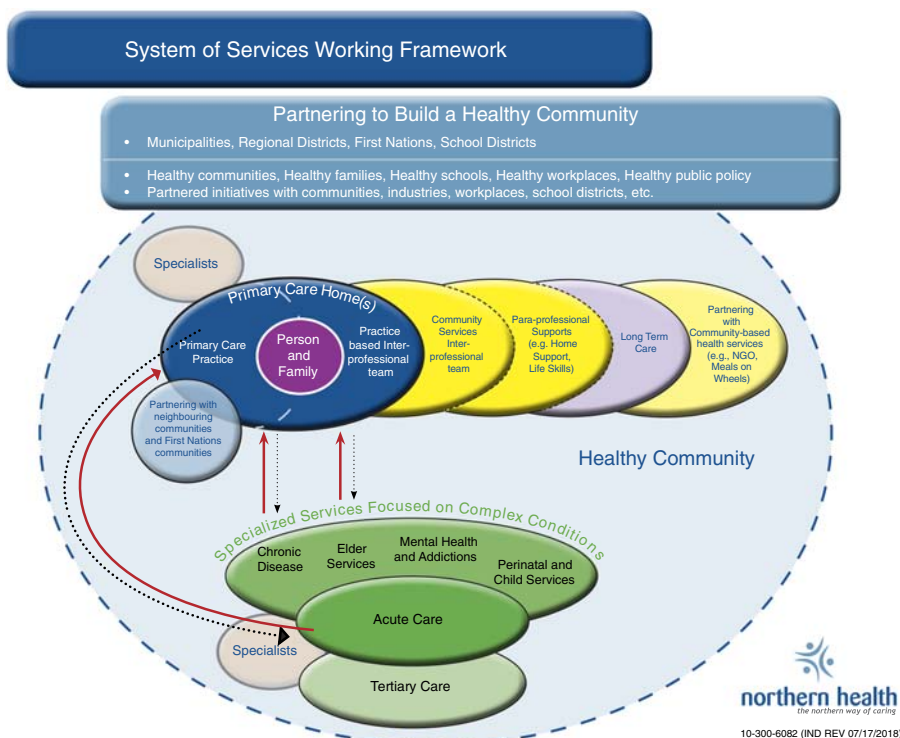 System of Services Working Framework
Partnering to Build a Healthy Community
• Municipalities, Regional Districts, First Nations, School Districts
• Healthy communities, Healthy families, Healthy schools, Healthy workplaces, Healthy public policy
• Partnered initiatives with communities, industries, workplaces, school districts, etc.
Specialists
Primary Care Home(s)
Primary Care
Practice
Person
and
Family
Practice
based Inter-
professional
team
Community
Services
Inter-
professional
team
Para-professional
Supports
(e.g. Home
Support,
Life Skills)
Long Term
Care
Partnering
with
Community-based
health services
(e.g., NGO,
Meals on
Wheels)
Partnering with
neighbouring
communities
and First Nations
communities
Healthy Community
Specialized Services Focused on Complex Conditions
Chronic
Disease
Elder
Services
Mental Health
and Addictions
Perinatal and
Child Services
Acute Care
Specialists
Tertiary Care
northern health
the northern way of caring
10-300-6082 (IND REV 07/17/2018)